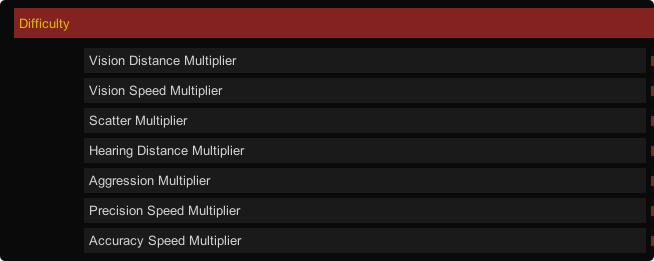 Difficulty
Vision Distance Multiplier
Vision Speed Multiplier
Scatter Multiplier
Hearing Distance Multiplier
Aggression Multiplier
Precision Speed Multiplier
Accuracy Speed Multiplier